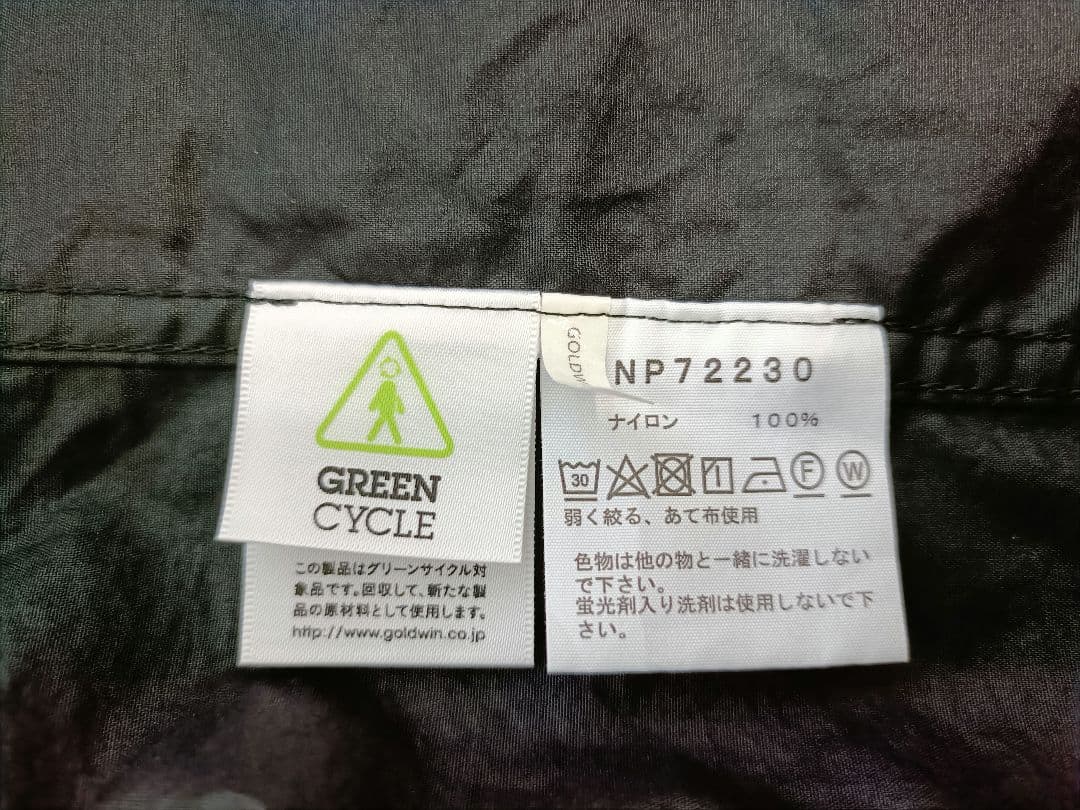 GREEN
CYCLE
この製品はグリーンサイクル対
象品です。回収して、新たな製
品の原材料として使用します。
http://www.goldwin.co.jp
GOLDW
NP72230
ナイロン 100%
30
F
W
弱く絞る、あて布使用
色物は他の物と一緒に洗濯しない
で下さい。
蛍光剤入り洗剤は使用しないで下
さい。